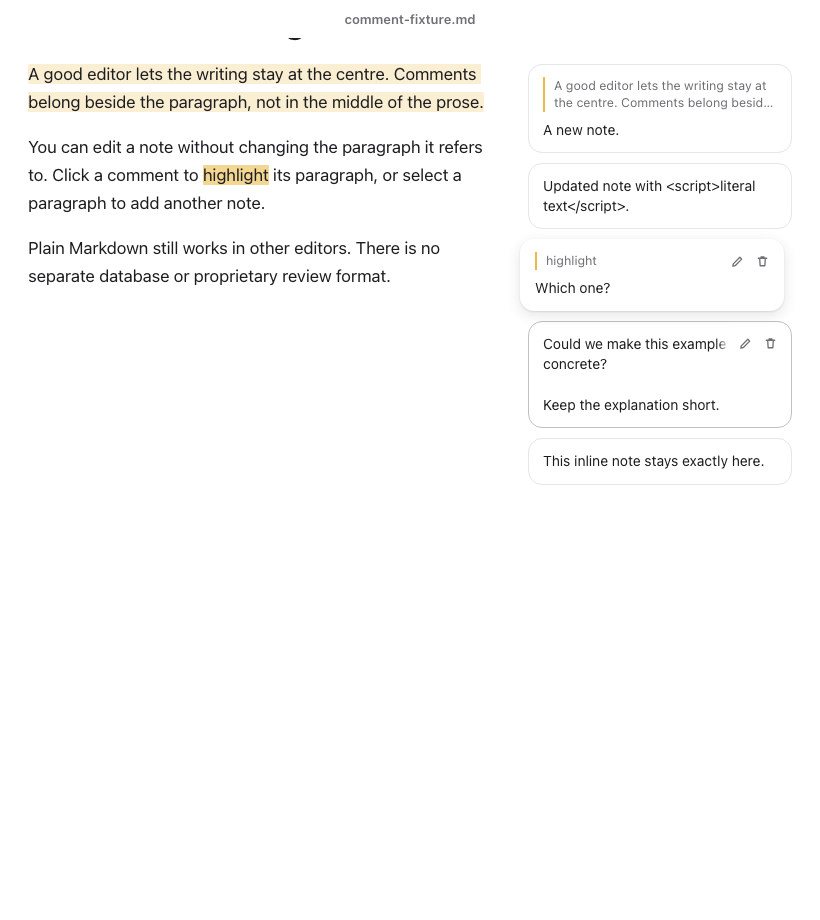 comment-fixture.md
A good editor lets the writing stay at the centre. Comments
belong beside the paragraph, not in the middle of the prose.
You can edit a note without changing the paragraph it refers
to. Click a comment to highlight its paragraph, or select a
paragraph to add another note.
Plain Markdown still works in other editors. There is no
separate database or proprietary review format.
A good editor lets the writing stay at
the centre. Comments belong besid…
A new note.
Updated note with <script>literal
text</script>.
highlight
Which one?
Could we make this example
concrete?
Keep the explanation short.
This inline note stays exactly here.